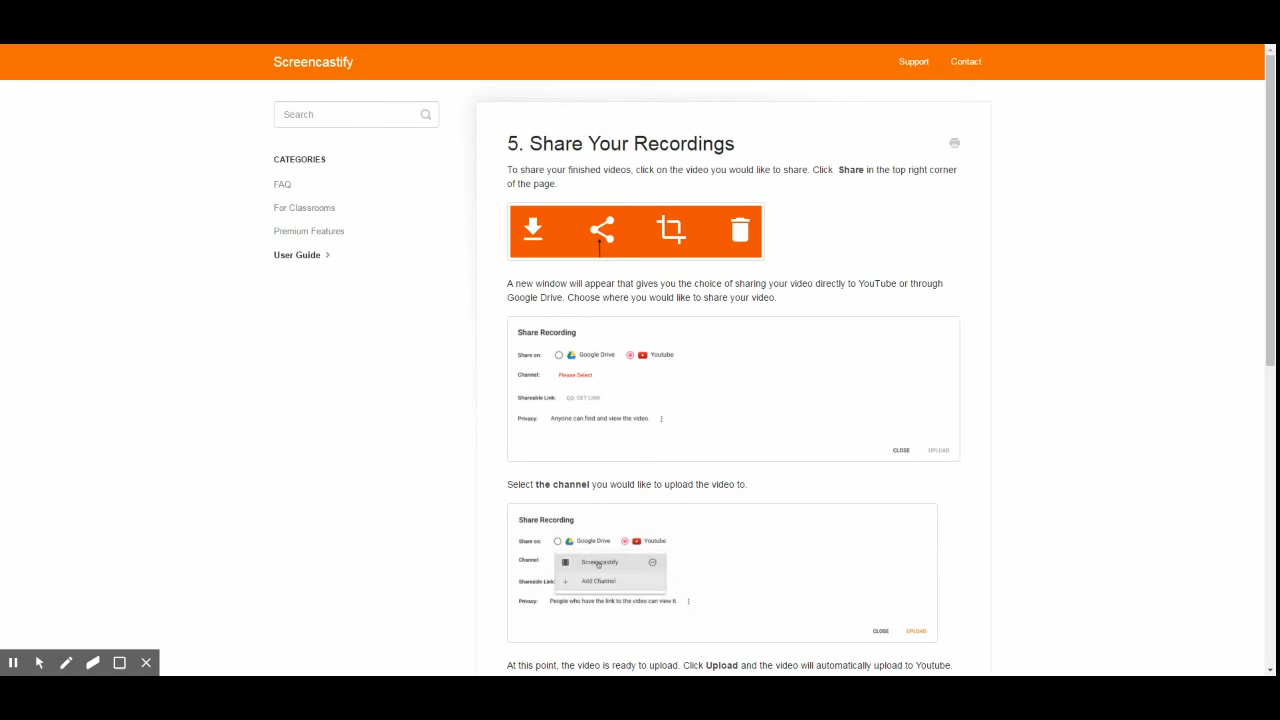 Screencastify
Support
Contact
Search
CATEGORIES
FAQ
For Classrooms
Premium Features
User Guide
5. Share Your Recordings
To share your finished videos, click on the video you would like to share. Click Share in the top right corner
of the page.
A new window will appear that gives you the choice of sharing your video directly to YouTube or through
Google Drive. Choose where you would like to share your video.
Share Recording
Share on: Google Drive Youtube
Channel: Please Select
Shareable Link: GET LINK
Privacy: Anyone can find and view the video.
CLOSE UPLOAD
Select the channel you would like to upload the video to.
Share Recording
Share on: Google Drive Youtube
Channel: Screencastify
Shareable Link: Add Channel
Privacy: People who have the link to the video can view it.
CLOSE UPLOAD
At this point, the video is ready to upload. Click Upload and the video will automatically upload to Youtube.